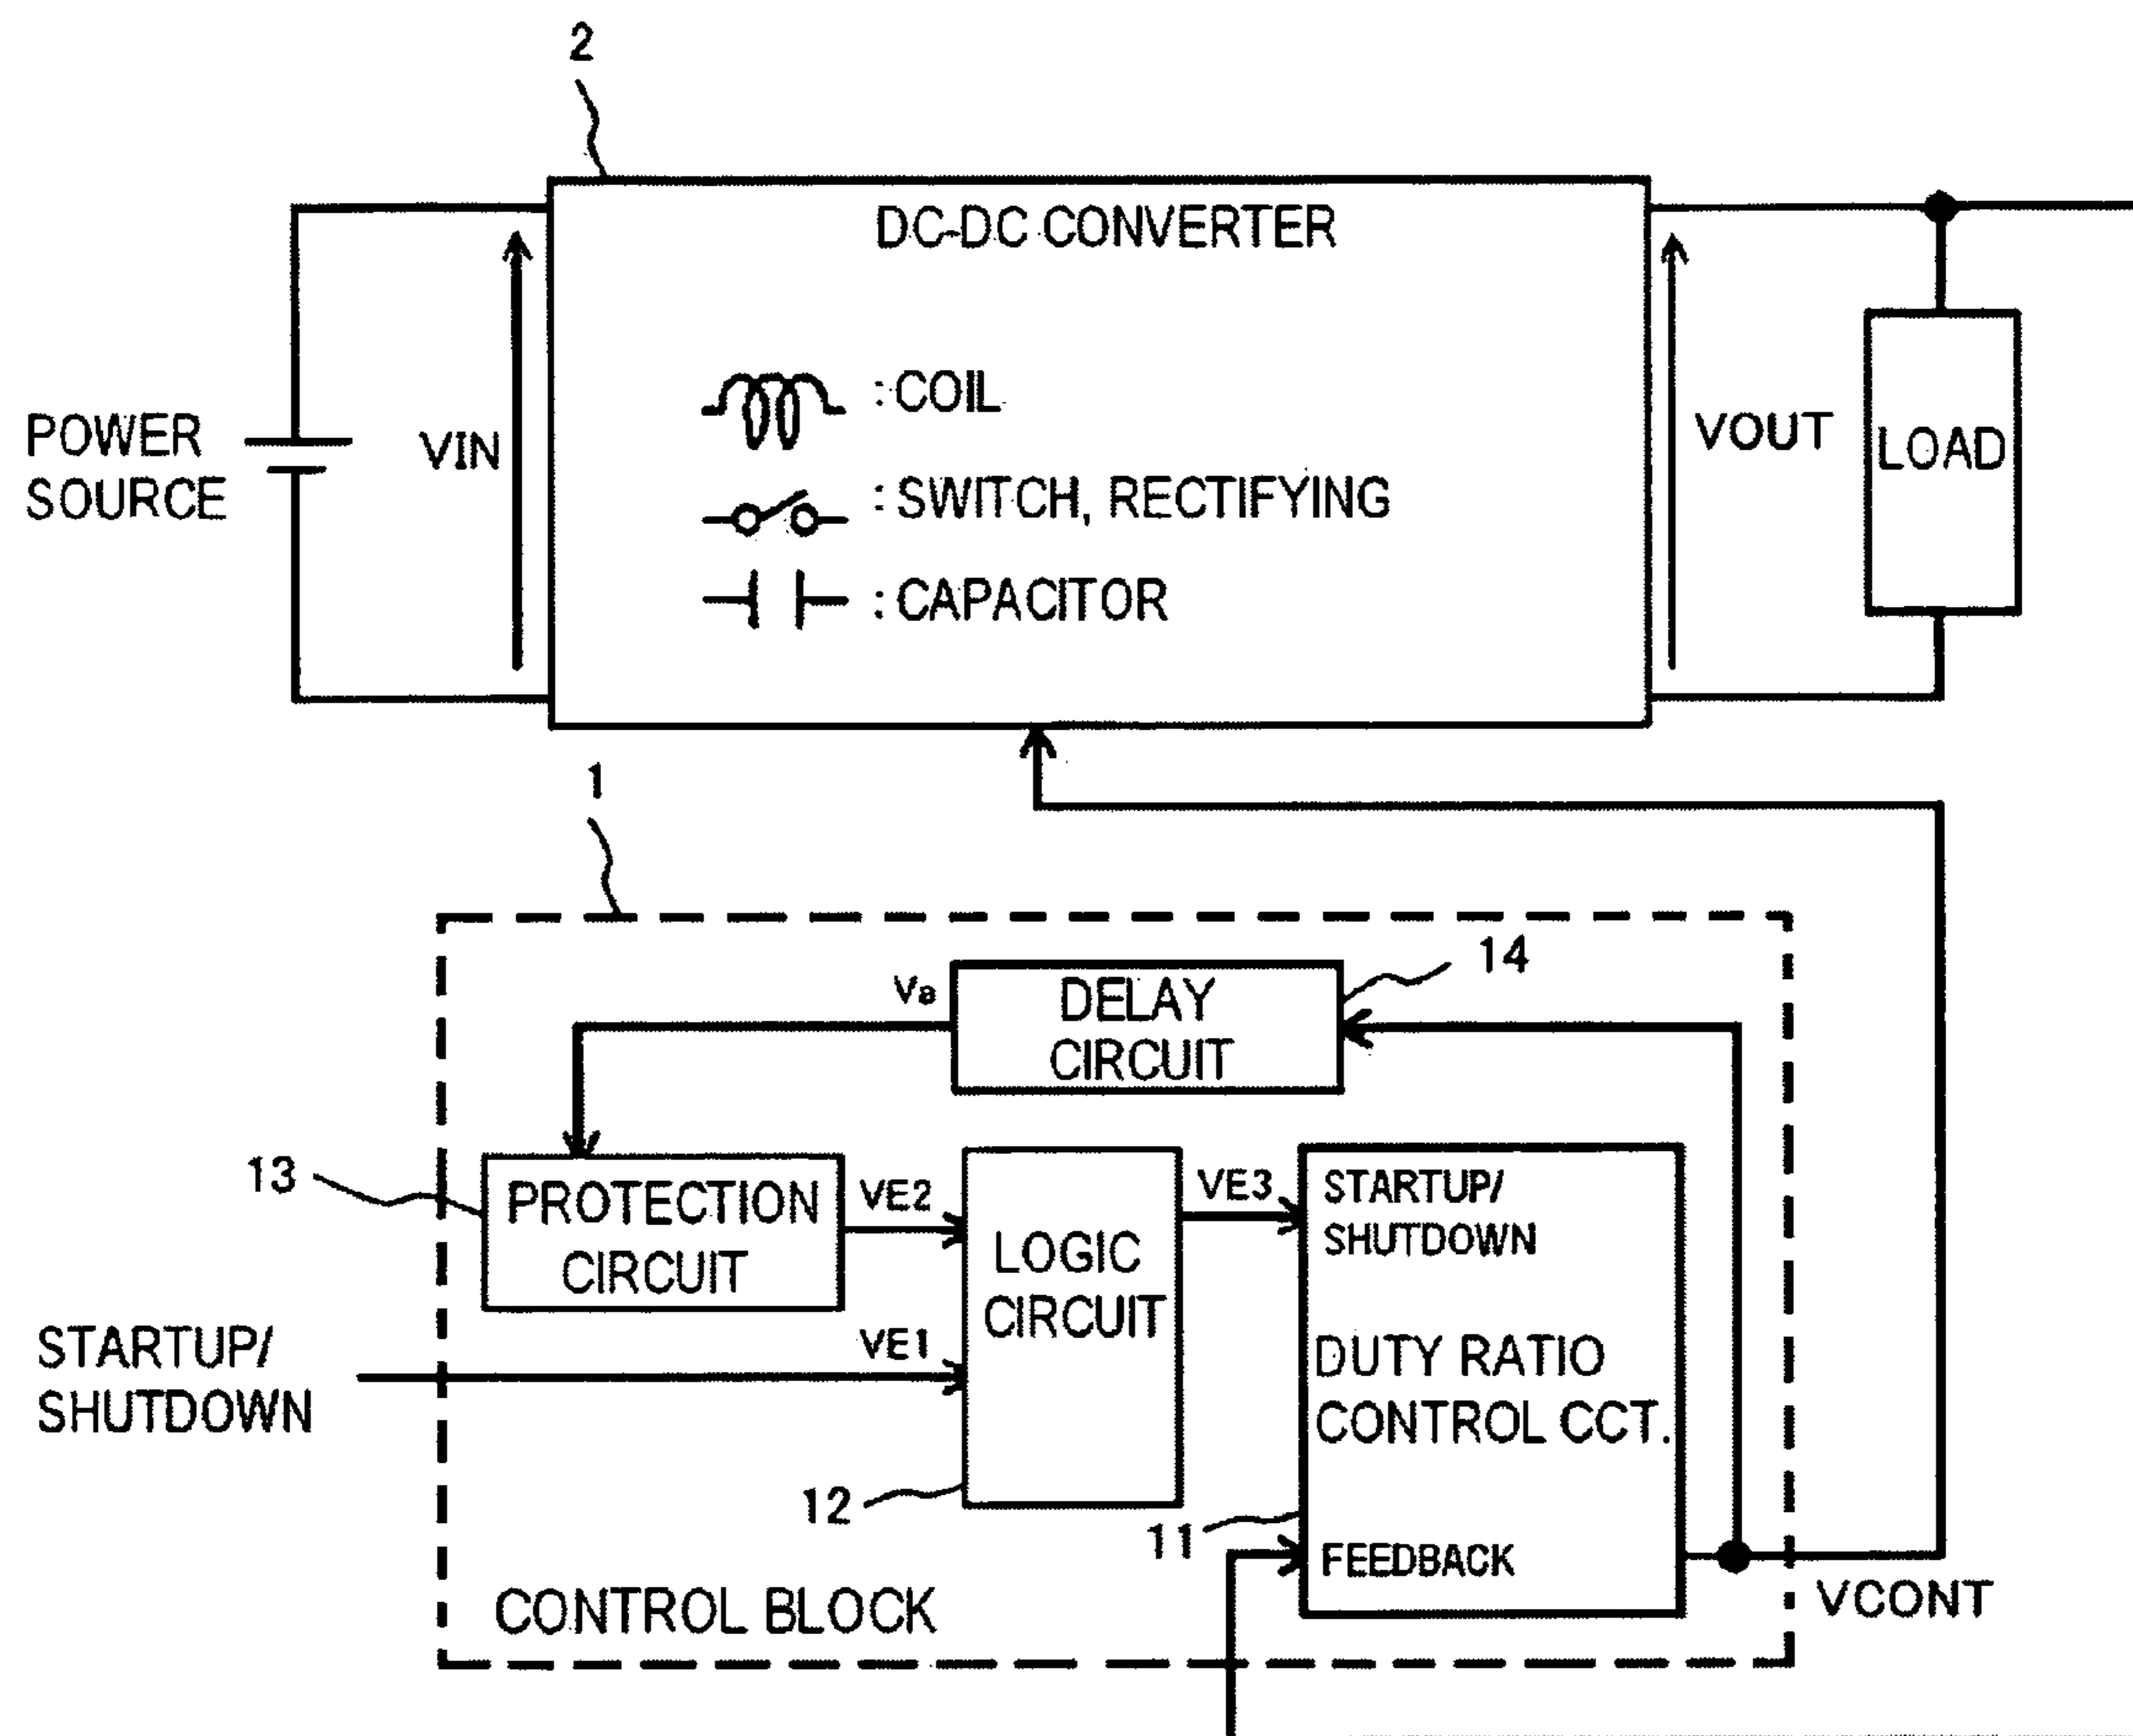 2
DC-DC CONVERTER
: COIL
: SWITCH, RECTIFYING
: CAPACITOR
POWER
SOURCE
VIN
VOUT
LOAD
1
14
Va
DELAY
CIRCUIT
13
PROTECTION
CIRCUIT
VE2
VE1
LOGIC
CIRCUIT
12
VE3
STARTUP/
SHUTDOWN
DUTY RATIO
CONTROL CCT.
11
FEEDBACK
STARTUP/
SHUTDOWN
CONTROL BLOCK
VCONT